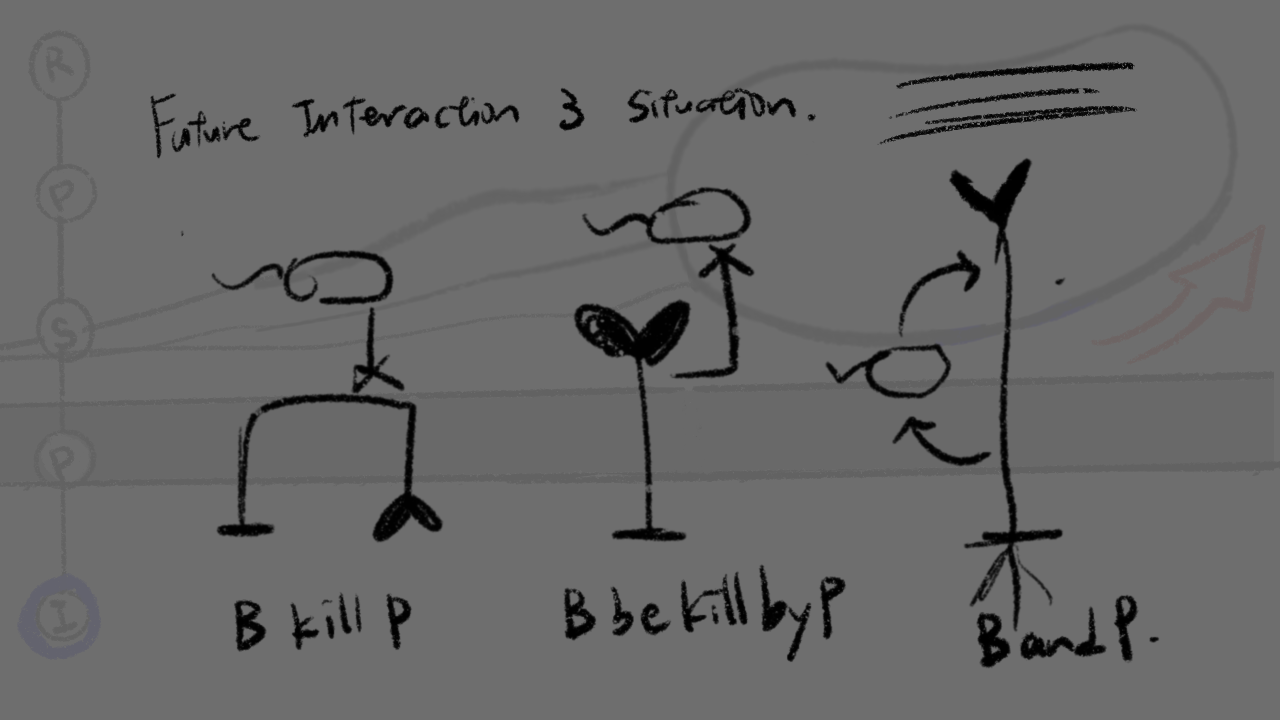 Future Interaction 3 Situation.
R
P
S
P
I
B kill P
B be kill by P
B and P.